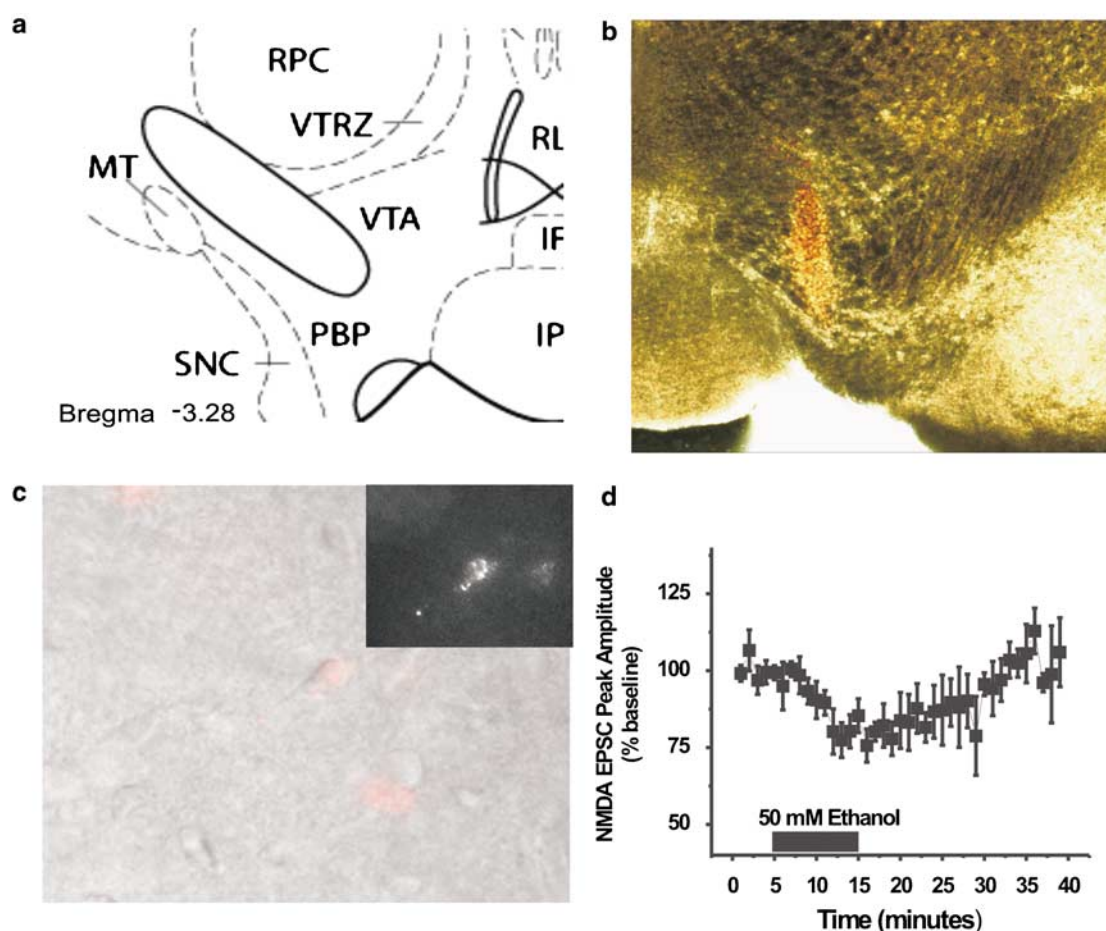 a
RPC
VTRZ
MT
RL
VTA
IF
PBP
IP
SNC
Bregma -3.28
b
c
d
NMDA EPSC Peak Amplitude
(% baseline)
125
100
75
50
50 mM Ethanol
0 5 10 15 20 25 30 35 40
Time (minutes)